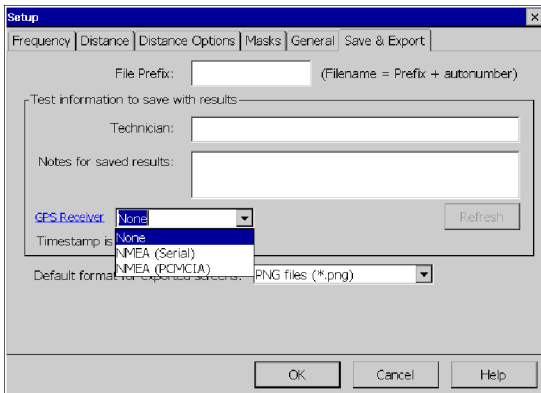 Setup
Frequency Distance Distance Options Masks General Save & Export
File Prefix: (Filename = Prefix + autonumber)
Test information to save with results
Technician:
Notes for saved results:
GPS Receiver None Refresh
Timestamp is None
NMEA (Serial)
NMEA (PCMCIA)
Default format for exported screens: PNG files (*.png)
OK Cancel Help